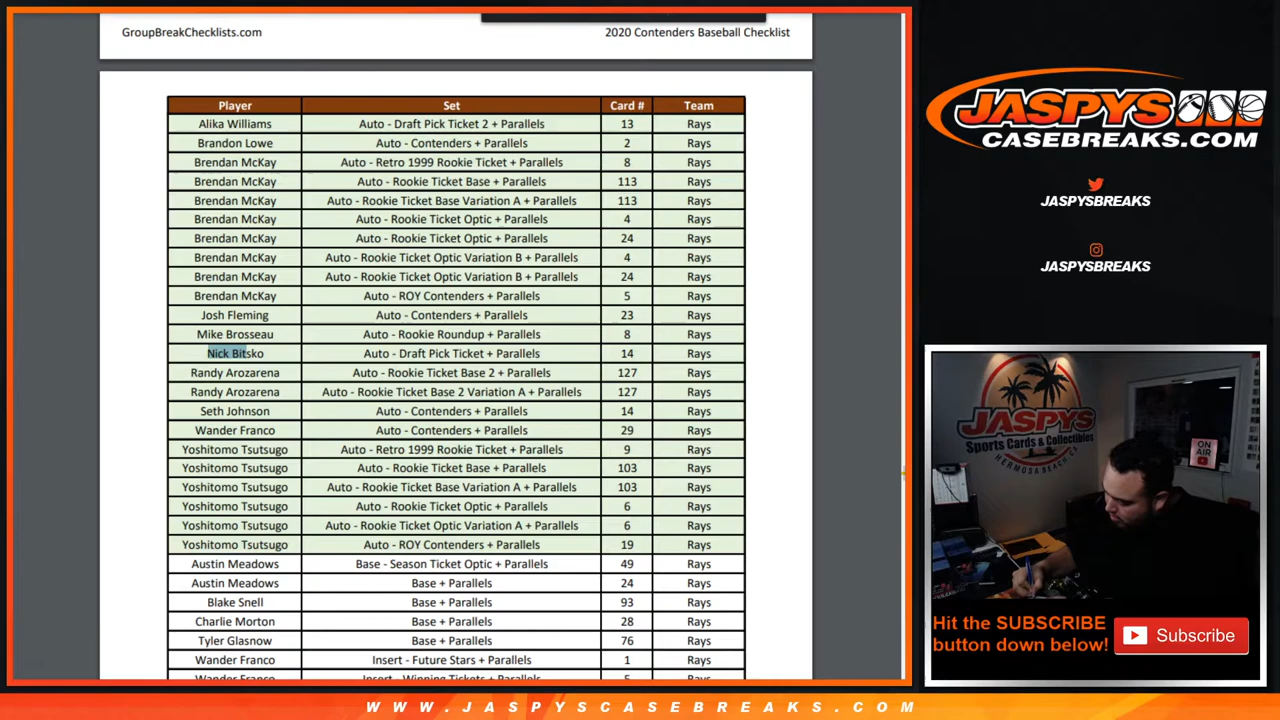 GroupBreakChecklists.com 2020 Contenders Baseball Checklist
Player Set Card # Team
Alika Williams Auto - Draft Pick Ticket 2 + Parallels 13 Rays
Brandon Lowe Auto - Contenders + Parallels 2 Rays
Brendan McKay Auto - Retro 1999 Rookie Ticket + Parallels 8 Rays
Brendan McKay Auto - Rookie Ticket Base + Parallels 113 Rays
Brendan McKay Auto - Rookie Ticket Base Variation A + Parallels 113 Rays
Brendan McKay Auto - Rookie Ticket Optic + Parallels 4 Rays
Brendan McKay Auto - Rookie Ticket Optic + Parallels 24 Rays
Brendan McKay Auto - Rookie Ticket Optic Variation B + Parallels 4 Rays
Brendan McKay Auto - Rookie Ticket Optic Variation B + Parallels 24 Rays
Brendan McKay Auto - ROY Contenders + Parallels 5 Rays
Josh Fleming Auto - Contenders + Parallels 23 Rays
Mike Brosseau Auto - Rookie Roundup + Parallels 8 Rays
Nick Bitsko Auto - Draft Pick Ticket + Parallels 14 Rays
Randy Arozarena Auto - Rookie Ticket Base 2 + Parallels 127 Rays
Randy Arozarena Auto - Rookie Ticket Base 2 Variation A + Parallels 127 Rays
Seth Johnson Auto - Contenders + Parallels 14 Rays
Wander Franco Auto - Contenders + Parallels 29 Rays
Yoshitomo Tsutsugo Auto - Retro 1999 Rookie Ticket + Parallels 9 Rays
Yoshitomo Tsutsugo Auto - Rookie Ticket Base + Parallels 103 Rays
Yoshitomo Tsutsugo Auto - Rookie Ticket Base Variation A + Parallels 103 Rays
Yoshitomo Tsutsugo Auto - Rookie Ticket Optic + Parallels 6 Rays
Yoshitomo Tsutsugo Auto - Rookie Ticket Optic Variation A + Parallels 6 Rays
Yoshitomo Tsutsugo Auto - ROY Contenders + Parallels 19 Rays
Austin Meadows Base - Season Ticket Optic + Parallels 49 Rays
Austin Meadows Base + Parallels 24 Rays
Blake Snell Base + Parallels 93 Rays
Charlie Morton Base + Parallels 28 Rays
Tyler Glasnow Base + Parallels 76 Rays
Wander Franco Insert - Future Stars + Parallels 1 Rays
Wander Franco Insert - Winning Tickets + Parallels 5 Rays
JASPYS
CASEBREAKS.COM
JASPYSBREAKS
JASPYSBREAKS
JASPYS
Sports Cards & Collectibles
HERMOSA BEACH CA
ON AIR
Hit the SUBSCRIBE
button down below!
Subscribe
WWW.JASPYSCASEBREAKS.COM